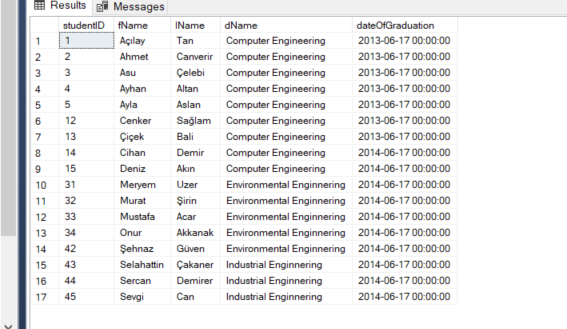 Results Messages
studentID fName lName dName dateOfGraduation
1 1 Açılay Tan Computer Engineering 2013-06-17 00:00:00
2 2 Ahmet Canverir Computer Engineering 2013-06-17 00:00:00
3 3 Asu Çelebi Computer Engineering 2013-06-17 00:00:00
4 4 Ayhan Altan Computer Engineering 2013-06-17 00:00:00
5 5 Ayla Aslan Computer Engineering 2013-06-17 00:00:00
6 12 Cenker Sağlam Computer Engineering 2013-06-17 00:00:00
7 13 Çiçek Bali Computer Engineering 2013-06-17 00:00:00
8 14 Cihan Demir Computer Engineering 2014-06-17 00:00:00
9 15 Deniz Akın Computer Engineering 2014-06-17 00:00:00
10 31 Meryem Uzer Environmental Enginnering 2014-06-17 00:00:00
11 32 Murat Şirin Environmental Enginnering 2014-06-17 00:00:00
12 33 Mustafa Acar Environmental Enginnering 2014-06-17 00:00:00
13 34 Onur Akkanak Environmental Enginnering 2014-06-17 00:00:00
14 42 Şehnaz Güven Environmental Enginnering 2014-06-17 00:00:00
15 43 Selahattin Çakaner Industrial Enginnering 2014-06-17 00:00:00
16 44 Sercan Demirer Industrial Enginnering 2014-06-17 00:00:00
17 45 Sevgi Can Industrial Enginnering 2014-06-17 00:00:00